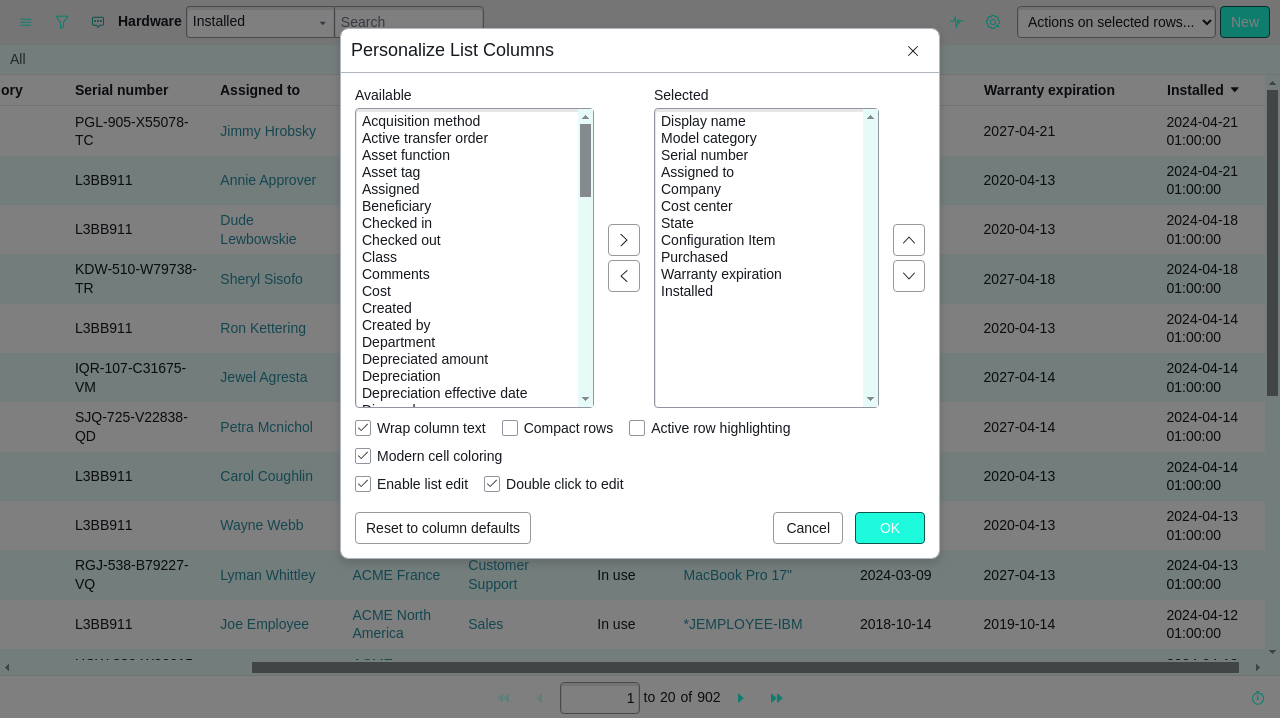 Hardware Installed Search Actions on selected rows... New
All
Personalize List Columns
ory Serial number Assigned to Warranty expiration Installed
Available Selected
Acquisition method
Active transfer order
Asset function
Asset tag
Assigned
Beneficiary
Checked in
Checked out
Class
Comments
Cost
Created
Created by
Department
Depreciated amount
Depreciation
Depreciation effective date
Display name
Model category
Serial number
Assigned to
Company
Cost center
State
Configuration Item
Purchased
Warranty expiration
Installed
Wrap column text Compact rows Active row highlighting
Modern cell coloring
Enable list edit Double click to edit
Reset to column defaults Cancel OK
PGL-905-X55078-
TC Jimmy Hrobsky 2027-04-21 2024-04-21
01:00:00
L3BB911 Annie Approver 2020-04-13 2024-04-21
01:00:00
L3BB911 Dude
Lebowskie 2020-04-13 2024-04-18
01:00:00
KDW-510-W79738-
TR Sheryl Sisofo 2027-04-18 2024-04-18
01:00:00
L3BB911 Ron Kettering 2020-04-13 2024-04-14
01:00:00
IQR-107-C31675-
VM Jewel Agresta 2027-04-14 2024-04-14
01:00:00
SJQ-725-V22838-
QD Petra Mcnichol 2027-04-14 2024-04-14
01:00:00
L3BB911 Carol Coughlin 2020-04-13 2024-04-14
01:00:00
L3BB911 Wayne Webb 2020-04-13 2024-04-13
01:00:00
RGJ-538-B79227-
VQ Lyman Whittley ACME France Customer
Support In use MacBook Pro 17" 2024-03-09 2027-04-13 2024-04-13
01:00:00
L3BB911 Joe Employee ACME North
America Sales In use *JEMPLOYEE-IBM 2018-10-14 2019-10-14 2024-04-12
01:00:00
1 to 20 of 902